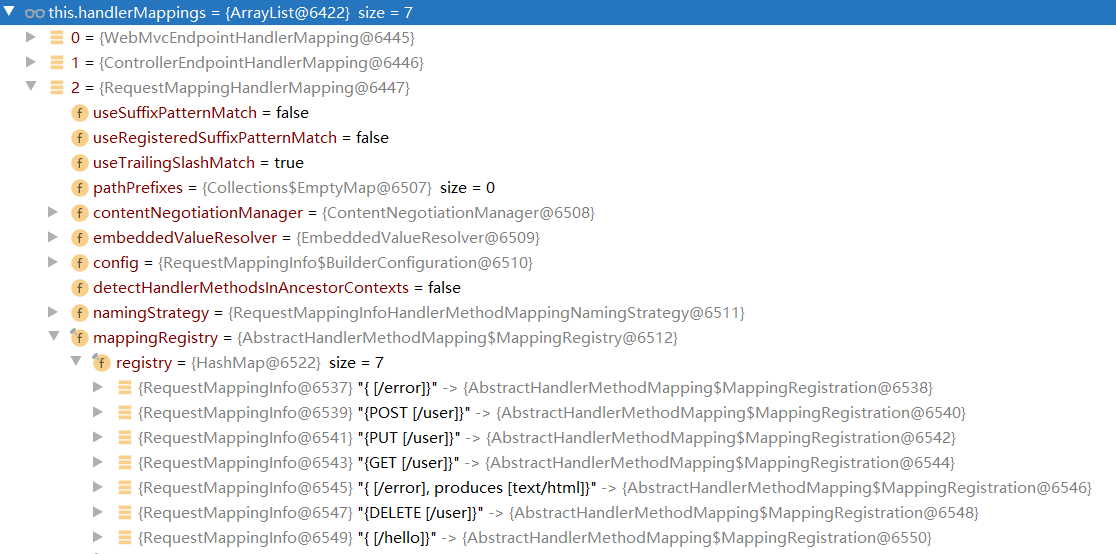 this.handlerMappings = {ArrayList@6422} size = 7
0 = {WebMvcEndpointHandlerMapping@6445}
1 = {ControllerEndpointHandlerMapping@6446}
2 = {RequestMappingHandlerMapping@6447}
f useSuffixPatternMatch = false
f useRegisteredSuffixPatternMatch = false
f useTrailingSlashMatch = true
f pathPrefixes = {Collections$EmptyMap@6507} size = 0
f contentNegotiationManager = {ContentNegotiationManager@6508}
f embeddedValueResolver = {EmbeddedValueResolver@6509}
f config = {RequestMappingInfo$BuilderConfiguration@6510}
f detectHandlerMethodsInAncestorContexts = false
f namingStrategy = {RequestMappingInfoHandlerMethodMappingNamingStrategy@6511}
f mappingRegistry = {AbstractHandlerMethodMapping$MappingRegistry@6512}
f registry = {HashMap@6522} size = 7
{RequestMappingInfo@6537} "{ [/error]}" -> {AbstractHandlerMethodMapping$MappingRegistration@6538}
{RequestMappingInfo@6539} "{POST [/user]}" -> {AbstractHandlerMethodMapping$MappingRegistration@6540}
{RequestMappingInfo@6541} "{PUT [/user]}" -> {AbstractHandlerMethodMapping$MappingRegistration@6542}
{RequestMappingInfo@6543} "{GET [/user]}" -> {AbstractHandlerMethodMapping$MappingRegistration@6544}
{RequestMappingInfo@6545} "{ [/error], produces [text/html]}" -> {AbstractHandlerMethodMapping$MappingRegistration@6546}
{RequestMappingInfo@6547} "{DELETE [/user]}" -> {AbstractHandlerMethodMapping$MappingRegistration@6548}
{RequestMappingInfo@6549} "{ [/hello]}" -> {AbstractHandlerMethodMapping$MappingRegistration@6550}